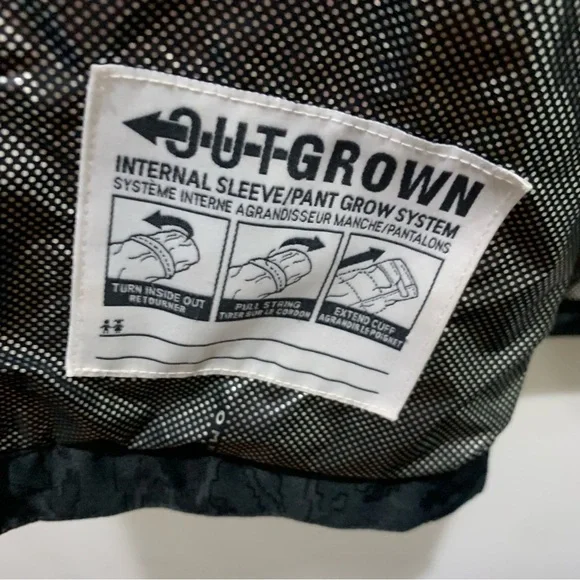 OUTGROWN
INTERNAL SLEEVE/PANT GROW SYSTEM
SYSTÈME INTERNE AGRANDISSEUR MANCHE/PANTALONS
TURN INSIDE OUT
RETOURNER
PULL STRING
TIRER SUR LE CORDON
EXTEND CUFF
AGRANDIR LE POIGNET